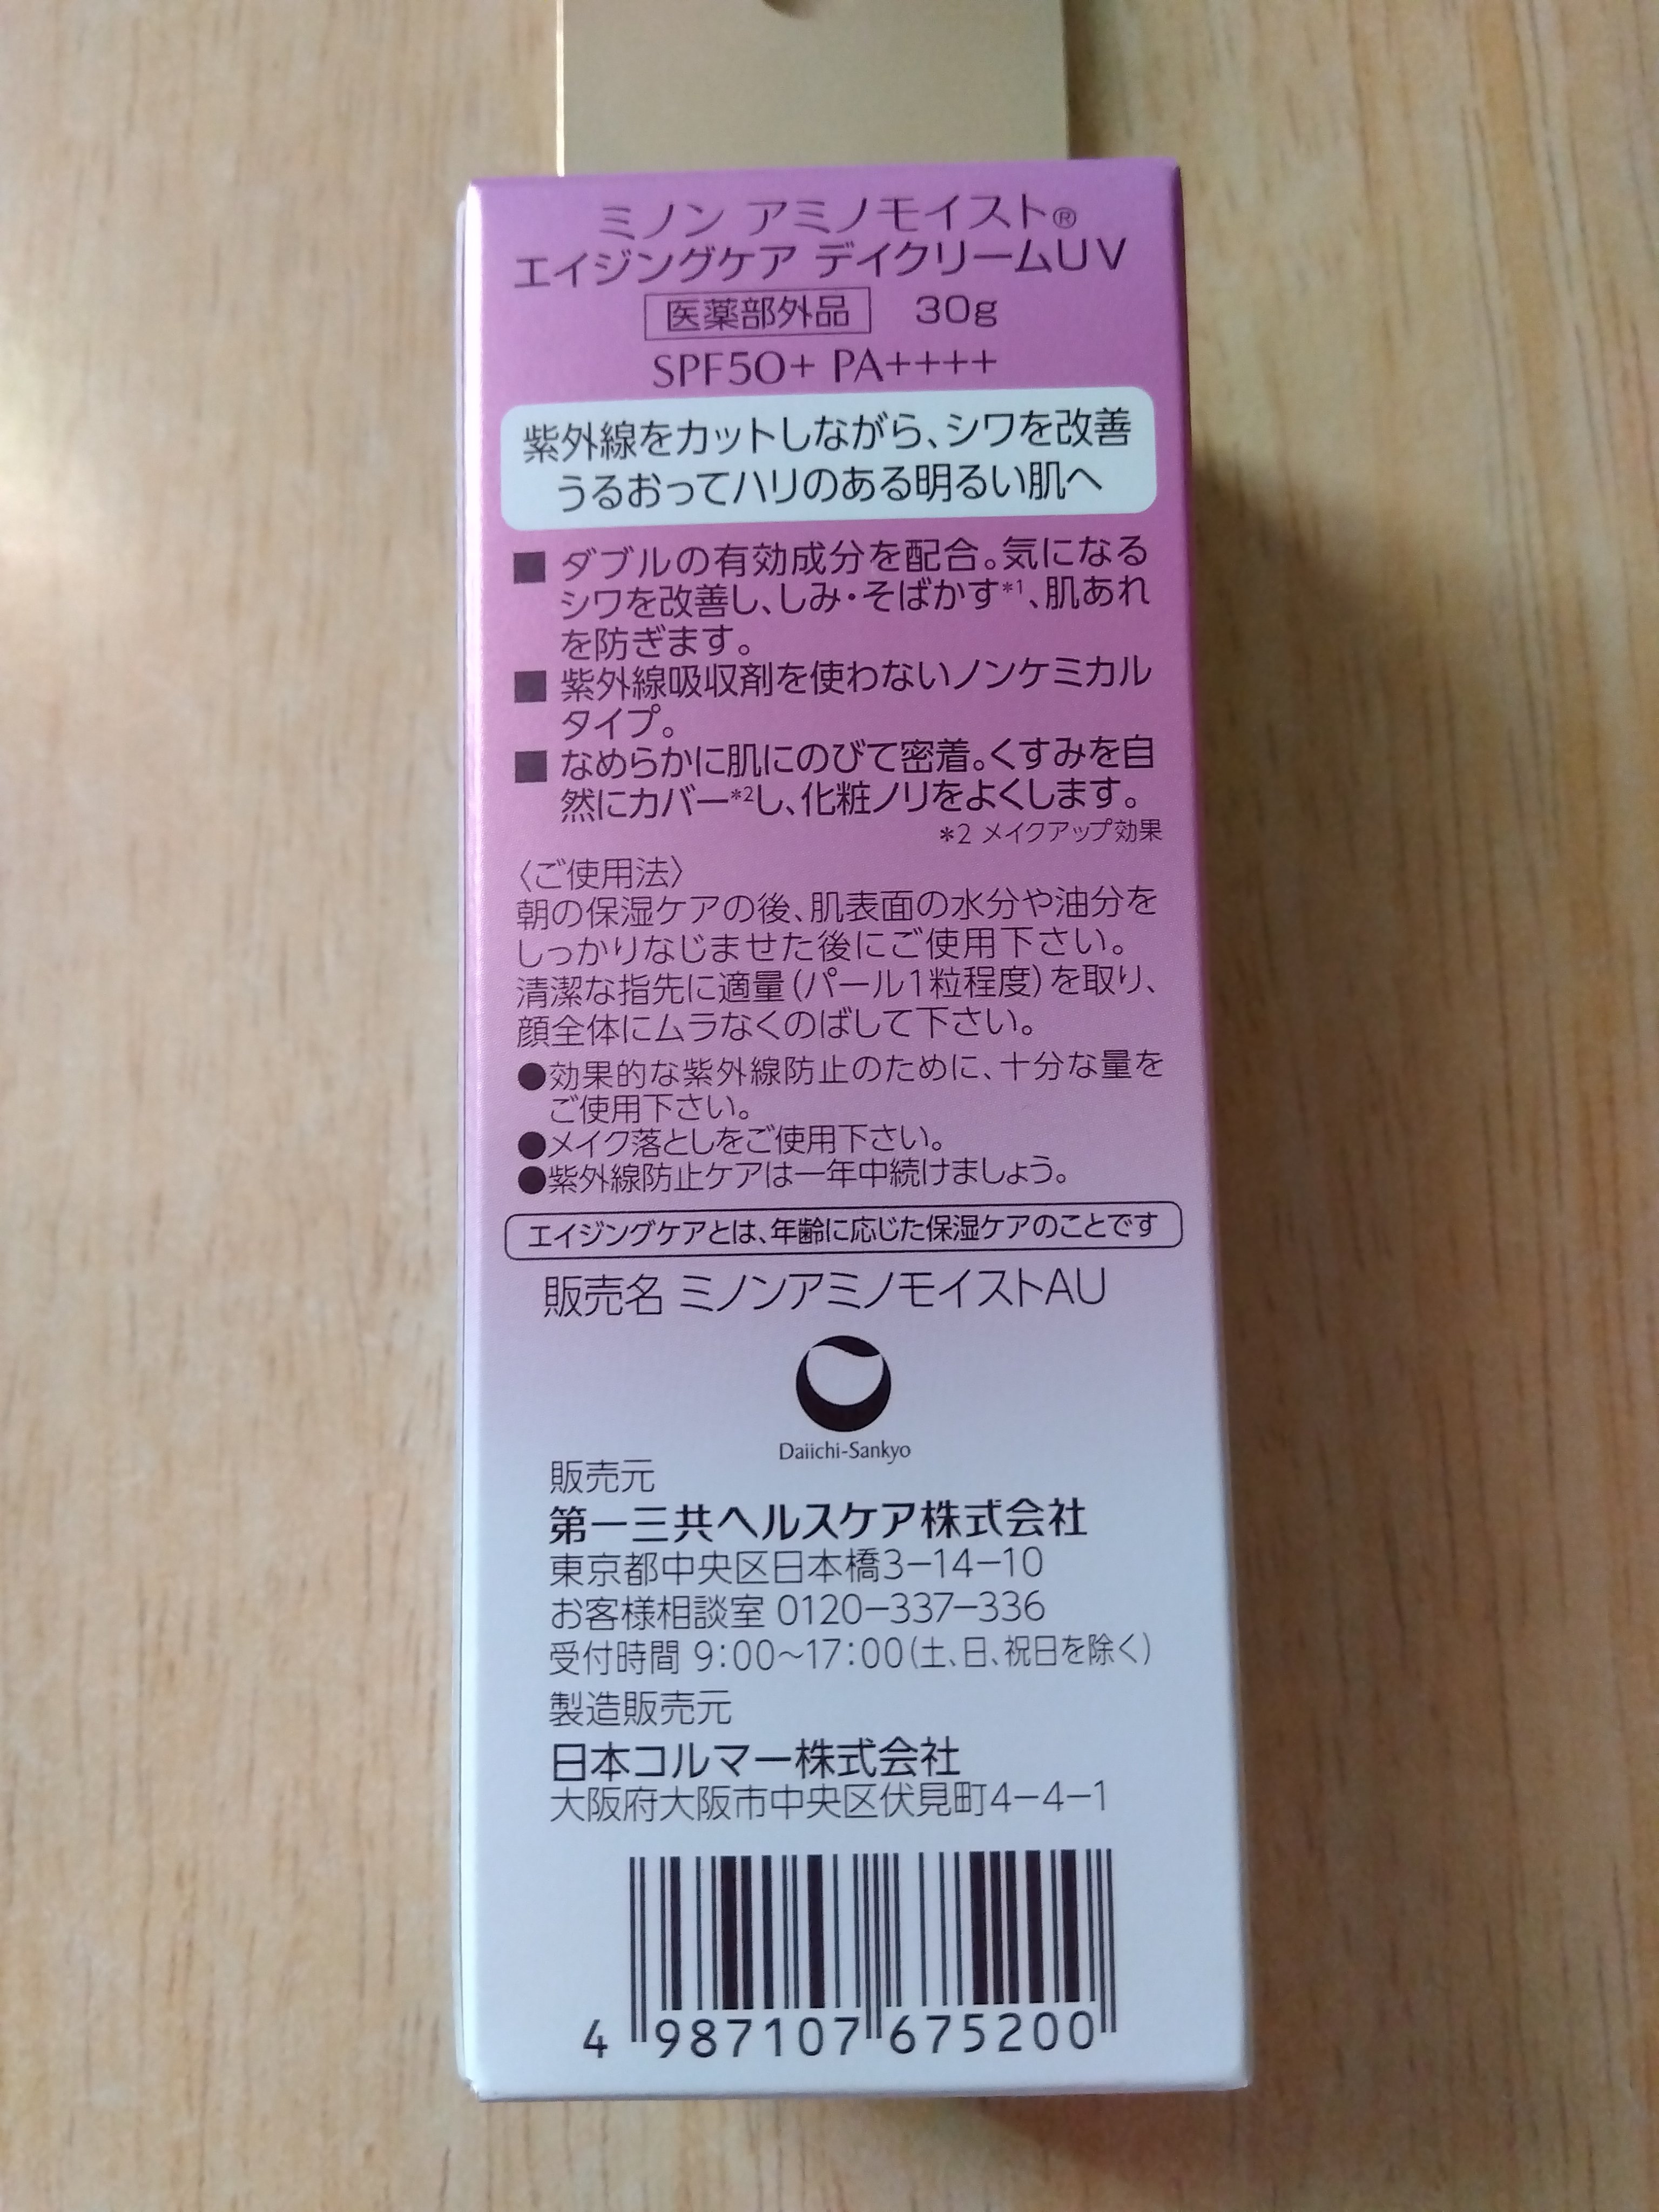 ミノン アミノモイスト®
エイジングケア デイクリームUV
医薬部外品 30g
SPF50+ PA++++
紫外線をカットしながら、シワを改善
うるおってハリのある明るい肌へ
■ ダブルの有効成分を配合。気になる
シワを改善し、しみ・そばかす*1、肌あれ
を防ぎます。
■ 紫外線吸収剤を使わないノンケミカル
タイプ。
■ なめらかに肌にのびて密着。くすみを自
然にカバー*2し、化粧ノリをよくします。
*2 メイクアップ効果
〈ご使用法〉
朝の保湿ケアの後、肌表面の水分や油分を
しっかりなじませた後にご使用下さい。
清潔な指先に適量(パール1粒程度)を取り、
顔全体にムラなくのばして下さい。
●効果的な紫外線防止のために、十分な量を
ご使用下さい。
●メイク落としをご使用下さい。
●紫外線防止ケアは一年中続けましょう。
エイジングケアとは、年齢に応じた保湿ケアのことです
販売名 ミノンアミノモイストAU
Daiichi-Sankyo
販売元
第一三共ヘルスケア株式会社
東京都中央区日本橋3-14-10
お客様相談室 0120-337-336
受付時間 9:00~17:00(土、日、祝日を除く)
製造販売元
日本コルマー株式会社
大阪府大阪市中央区伏見町4-4-1
4 987107 675200